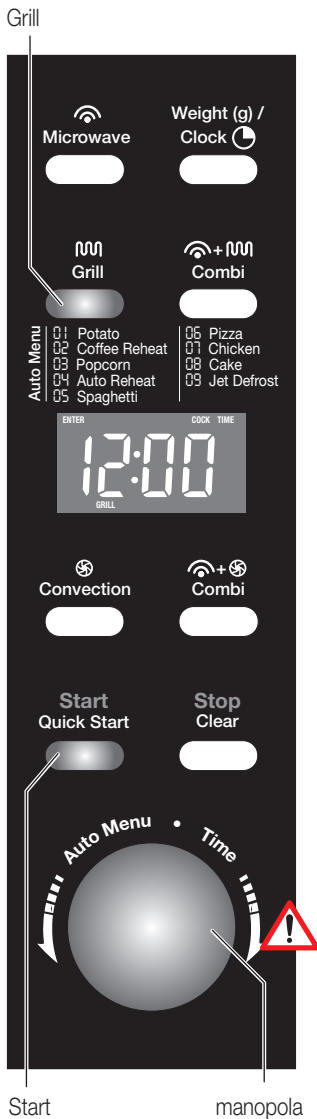 Grill
Microwave
Weight (g) /
Clock
Grill
+
Combi
Auto Menu
01 Potato
02 Coffee Reheat
03 Popcorn
04 Auto Reheat
05 Spaghetti
06 Pizza
07 Chicken
08 Cake
09 Jet Defrost
ENTER COCK TIME
12:00
GRILL
Convection
+
Combi
Start
Quick Start
Stop
Clear
Auto Menu • Time
!
Start
manopola